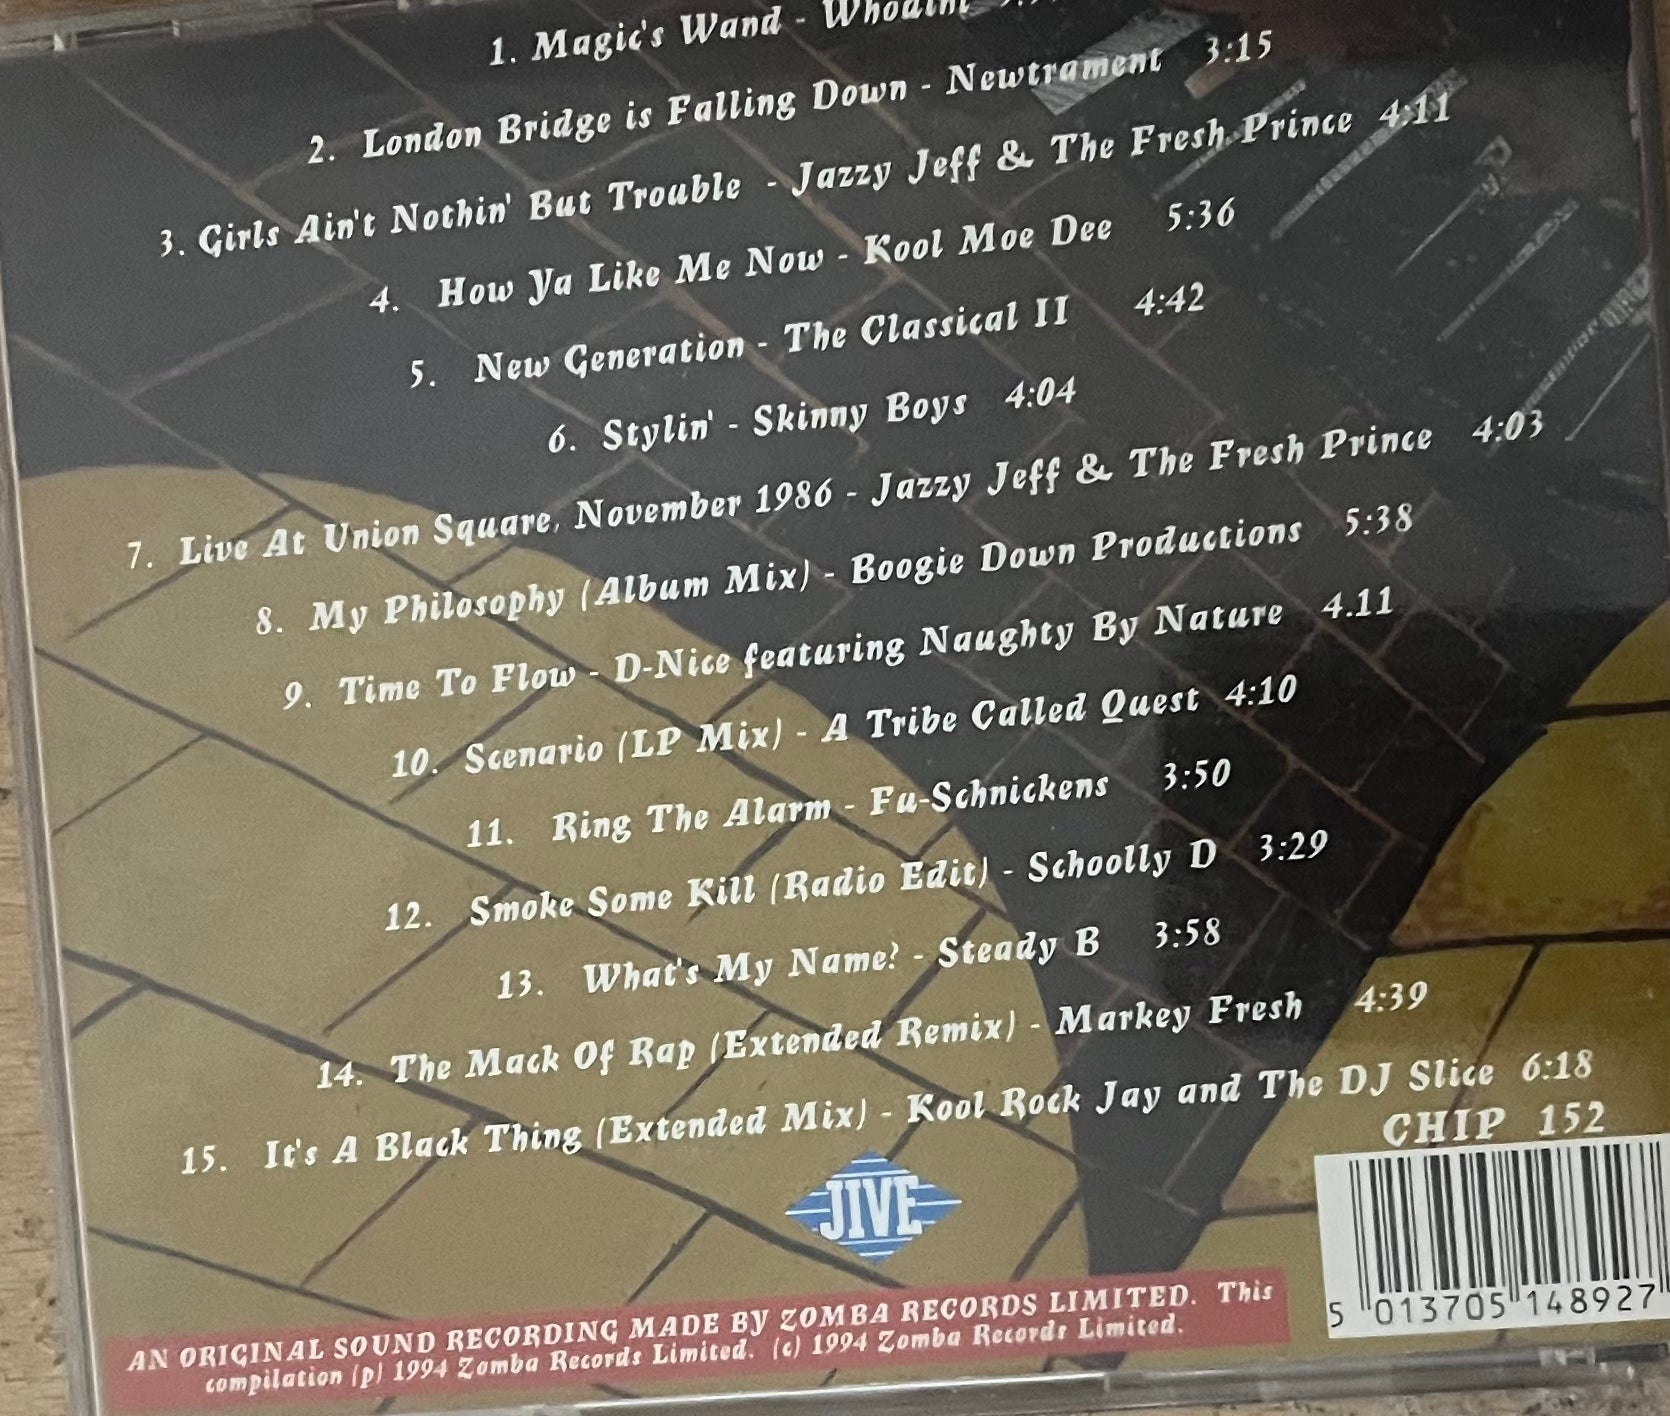 1. Magic's Wand - Whodini
2. London Bridge is Falling Down - Newtrament 3:15
3. Girls Ain't Nothin' But Trouble - Jazzy Jeff & The Fresh Prince 4:11
4. How Ya Like Me Now - Kool Moe Dee 5:36
5. New Generation - The Classical II 4:42
6. Stylin' - Skinny Boys 4:04
7. Live At Union Square, November 1986 - Jazzy Jeff & The Fresh Prince 4:03
8. My Philosophy (Album Mix) - Boogie Down Productions 5:38
9. Time To Flow - D-Nice featuring Naughty By Nature 4.11
10. Scenario (LP Mix) - A Tribe Called Quest 4:10
11. Ring The Alarm - Fu-Schnickens 3:50
12. Smoke Some Kill (Radio Edit) - Schoolly D 3:29
13. What's My Name? - Steady B 3:58
14. The Mack Of Rap (Extended Remix) - Markey Fresh 4:39
15. It's A Black Thing (Extended Mix) - Kool Rock Jay and The DJ Slice 6:18
CHIP 152
JIVE
5 013705 148927
AN ORIGINAL SOUND RECORDING MADE BY ZOMBA RECORDS LIMITED. This
compilation (p) 1994 Zomba Records Limited. (c) 1994 Zomba Records Limited.